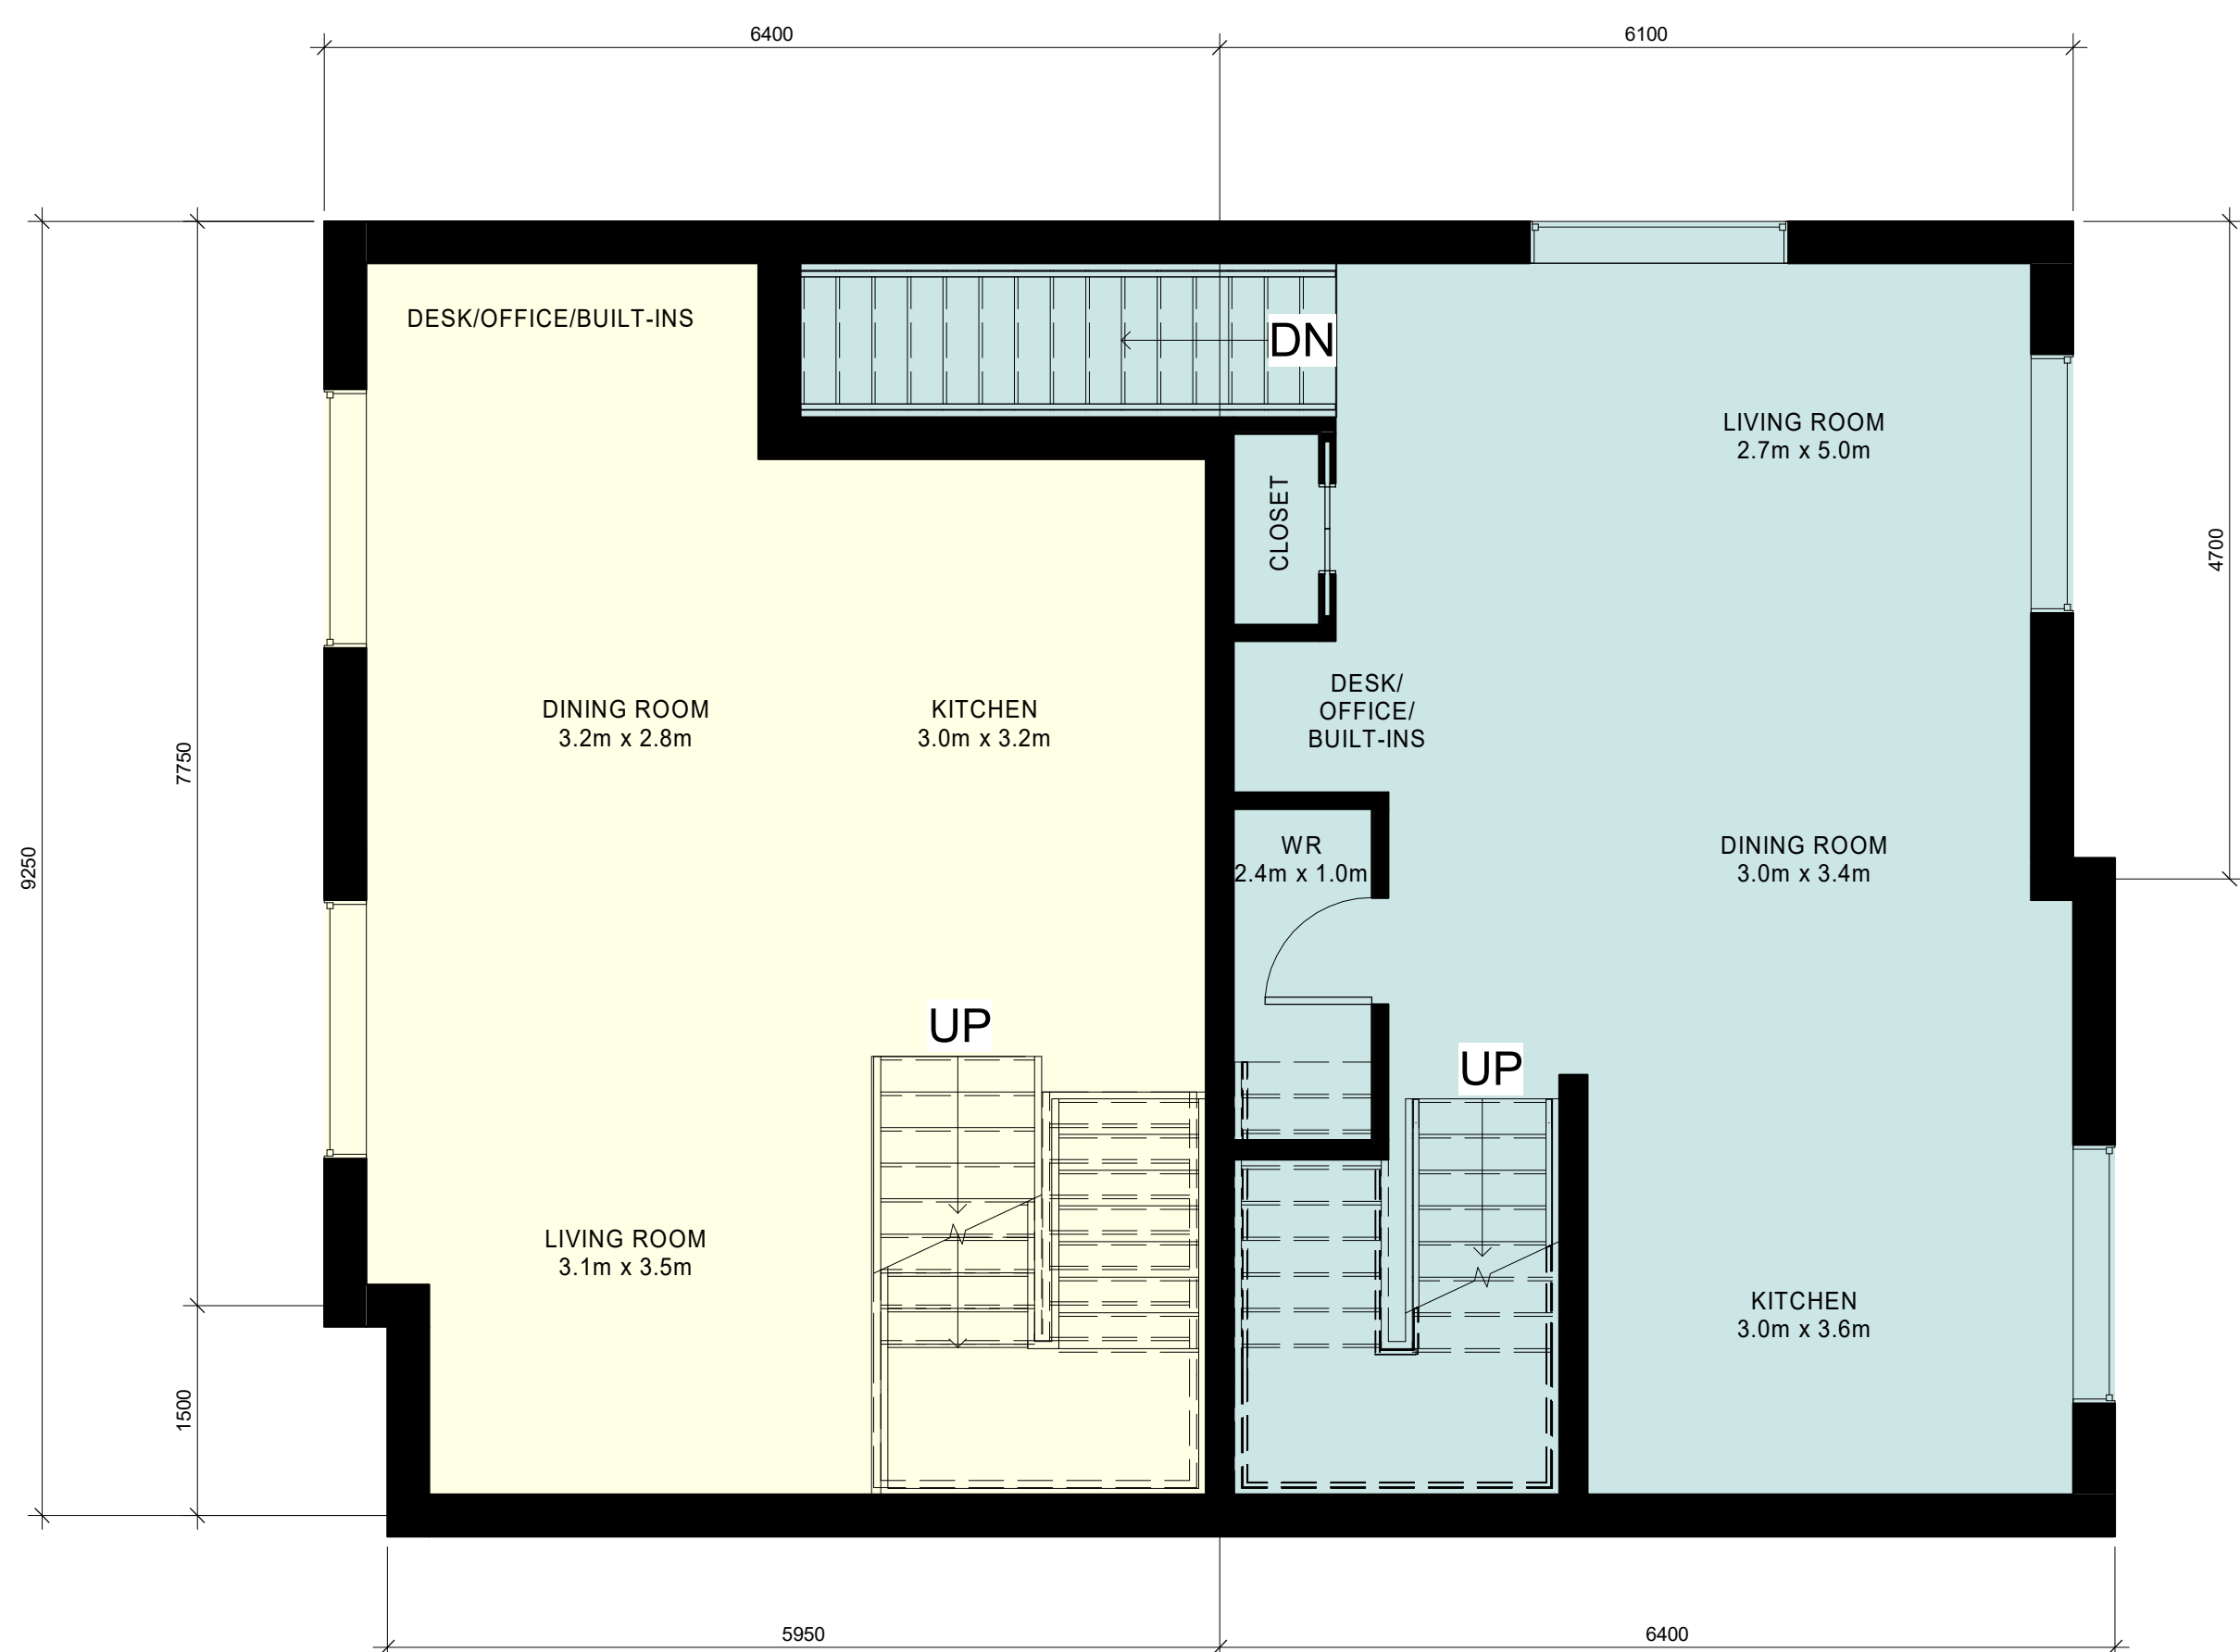 6400
6100
DESK/OFFICE/BUILT-INS
DN
LIVING ROOM
2.7m x 5.0m
CLOSET
4700
DESK/
OFFICE/
BUILT-INS
DINING ROOM
3.2m x 2.8m
KITCHEN
3.0m x 3.2m
7750
9250
WR
2.4m x 1.0m
DINING ROOM
3.0m x 3.4m
UP
UP
LIVING ROOM
3.1m x 3.5m
KITCHEN
3.0m x 3.6m
1500
5950
6400